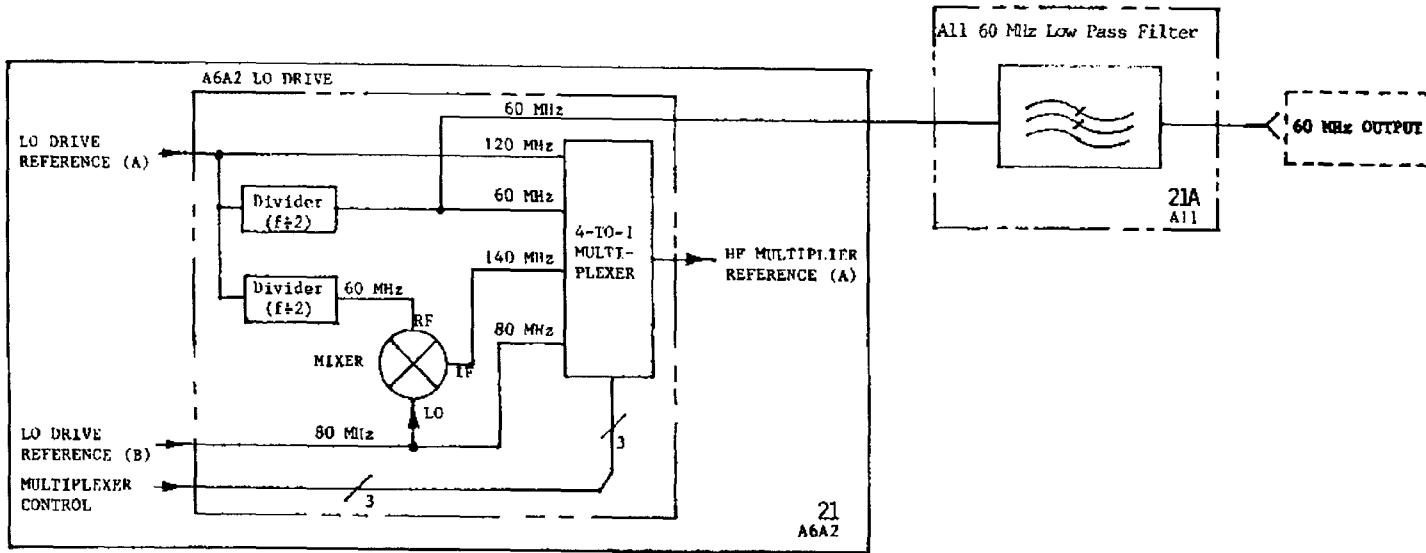 A11 60 MHz Low Pass Filter
60 MHz OUTPUT
21A
A11
A6A2 LO DRIVE
60 MHz
LO DRIVE
REFERENCE (A)
120 MHz
Divider
(f÷2)
60 MHz
4-TO-1
MULTI-
PLEXER
140 MHz
HF MULTIPLIER
REFERENCE (A)
Divider
(f÷2)
60 MHz
RF
80 MHz
MIXER
IF
LO
LO DRIVE
REFERENCE (B)
80 MHz
3
MULTIPLEXER
CONTROL
3
21
A6A2